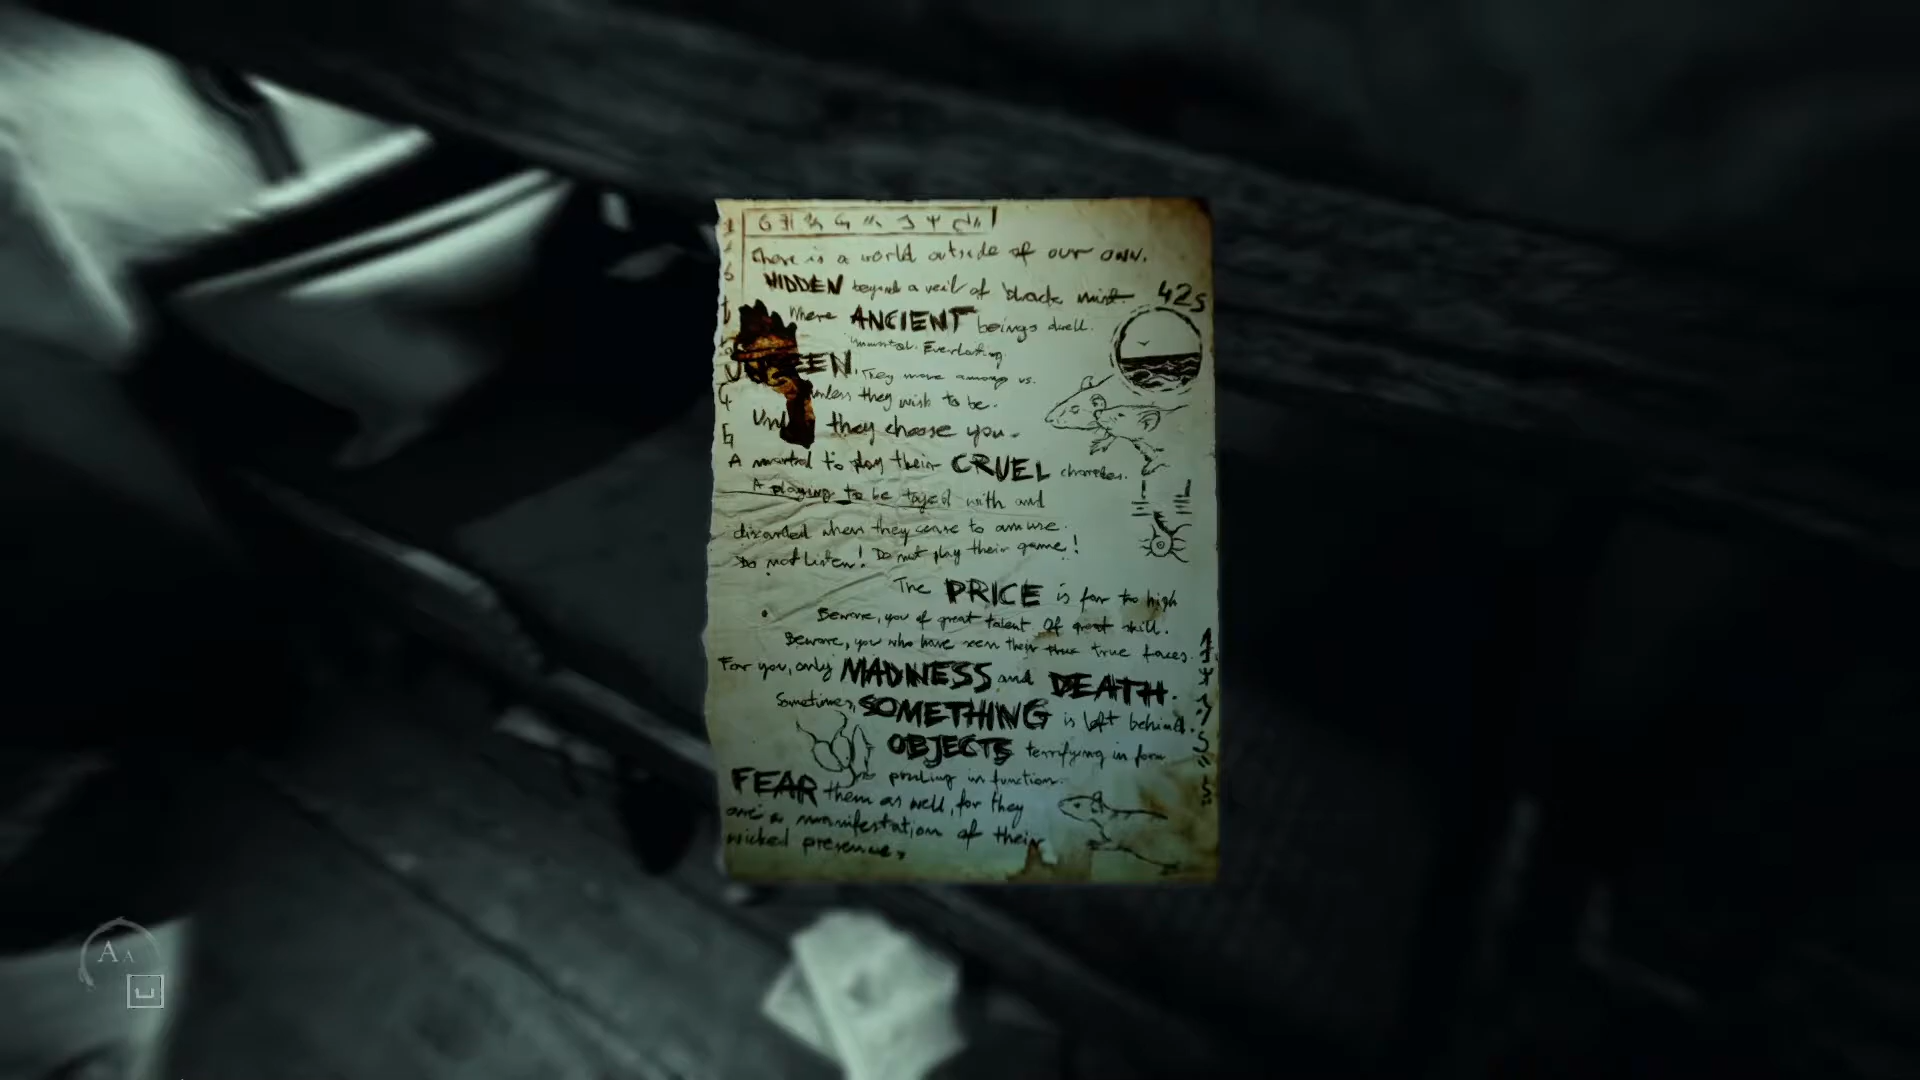 There is a world outside of our own.
HIDDEN beyond a veil of black mist
42s
Where ANCIENT beings dwell.
Immortal. Everlasting
They move among us.
unless they wish to be.
they choose you.
A mortal to play their CRUEL
A playing to be toyed with and
discarded when they cease to amuse.
Do not listen! Do not play their game!
The PRICE is far to high
Beware, you of great talent Of great skill.
Beware, you who have seen their true faces.
For you, only MADNESS and DEATH.
Sometimes, SOMETHING is left behind.
OBJECTS terrifying in form
in function.
FEAR them as well, for they
are a manifestation of their
wicked presence,
A